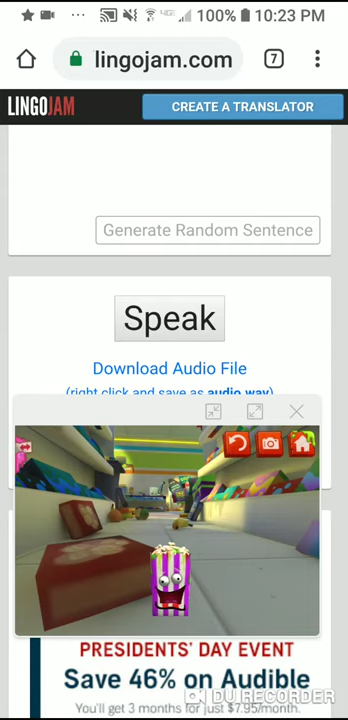 100% 10:23 PM
lingojam.com 7
LINGOJAM CREATE A TRANSLATOR
Generate Random Sentence
Speak
Download Audio File
(right click and save as audio.wav)
PRESIDENTS' DAY EVENT
Save 46% on Audible
You'll get 3 months for just $7.95/month.
DU RECORDER